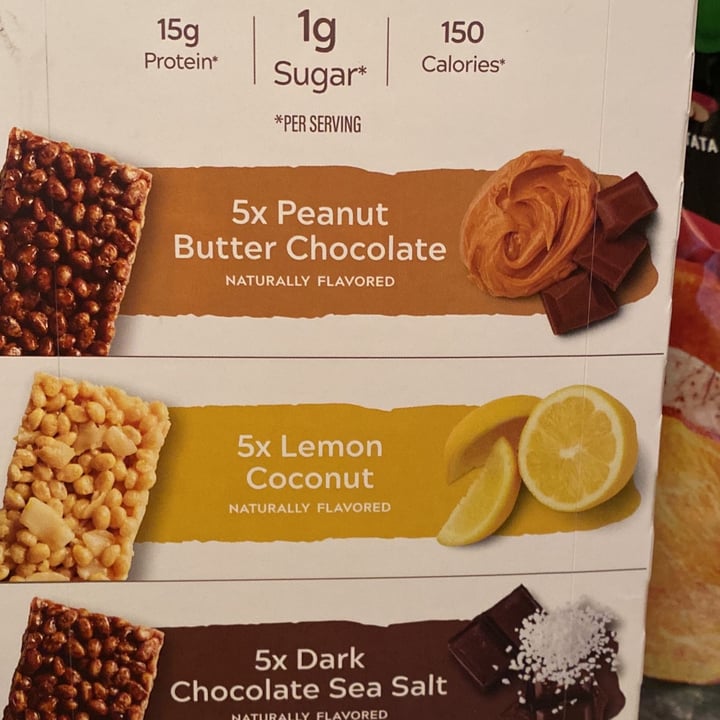 15g
Protein*
1g
Sugar*
150
Calories*
*PER SERVING
5x Peanut
Butter Chocolate
NATURALLY FLAVORED
5x Lemon
Coconut
NATURALLY FLAVORED
5x Dark
Chocolate Sea Salt
NATURALLY FLAVORED